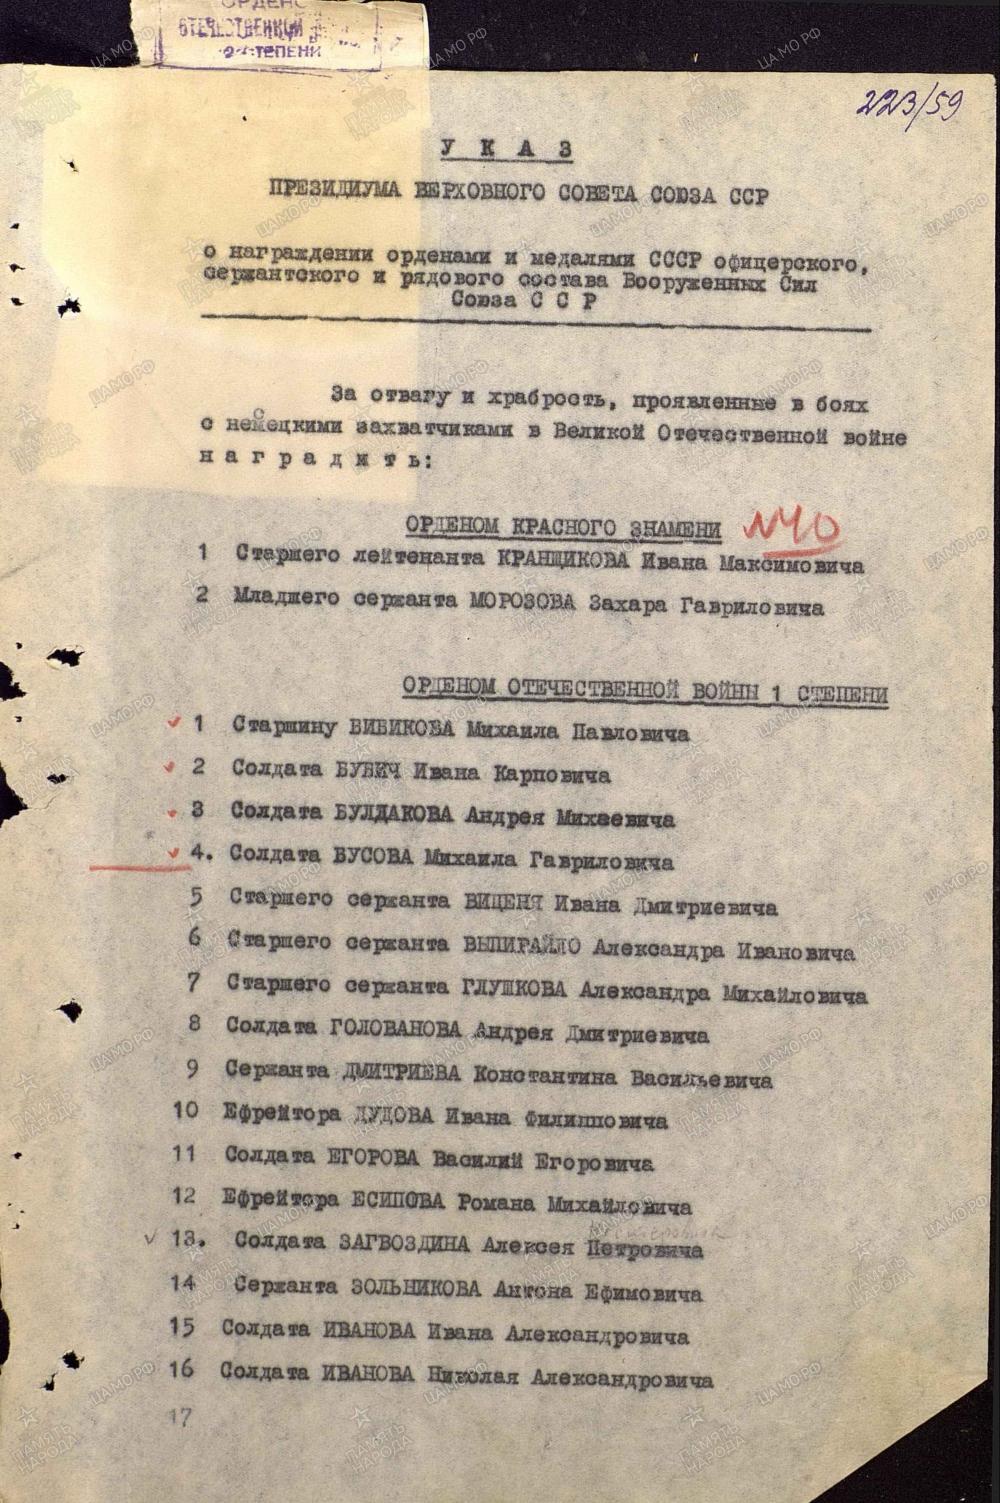 ОРДЕНО
ОТЕЧЕСТВЕННОЙ
2 СТЕПЕНИ
223/59
У К А З
ПРЕЗИДИУМА ВЕРХОВНОГО СОВЕТА СОЮЗА ССР
о награждении орденами и медалями СССР офицерского,
сержантского и рядового состава Вооруженных Сил
Союза С С Р
За отвагу и храбрость, проявленные в боях
с немецкими захватчиками в Великой Отечественной войне
н а г р а д и т ь:
ОРДЕНОМ КРАСНОГО ЗНАМЕНИ N40
1 Старшего лейтенанта КРАНЩИКОВА Ивана Максимовича
2 Младшего сержанта МОРОЗОВА Захара Гавриловича
ОРДЕНОМ ОТЕЧЕСТВЕННОЙ ВОЙНЫ 1 СТЕПЕНИ
1 Старшину БИБИКОВА Михаила Павловича
2 Солдата БУБИЧ Ивана Карповича
3 Солдата БУЛДАКОВА Андрея Михеевича
4. Солдата БУСОВА Михаила Гавриловича
5 Старшего сержанта ВИЦЕНЯ Ивана Дмитриевича
6 Старшего сержанта ВЫПИРАЙЛО Александра Ивановича
7 Старшего сержанта ГЛУШКОВА Александра Михайловича
8 Солдата ГОЛОВАНОВА Андрея Дмитриевича
9 Сержанта ДМИТРИЕВА Константина Васильевича
10 Ефрейтора ДУДОВА Ивана Филипповича
11 Солдата ЕГОРОВА Василий Егоровича
12 Ефрейтора ЕСИПОВА Романа Михайловича
13. Солдата ЗАГВОЗДИНА Алексея Петровича
14 Сержанта ЗОЛЬНИКОВА Антона Ефимовича
15 Солдата ИВАНОВА Ивана Александровича
16 Солдата ИВАНОВА Николая Александровича
17